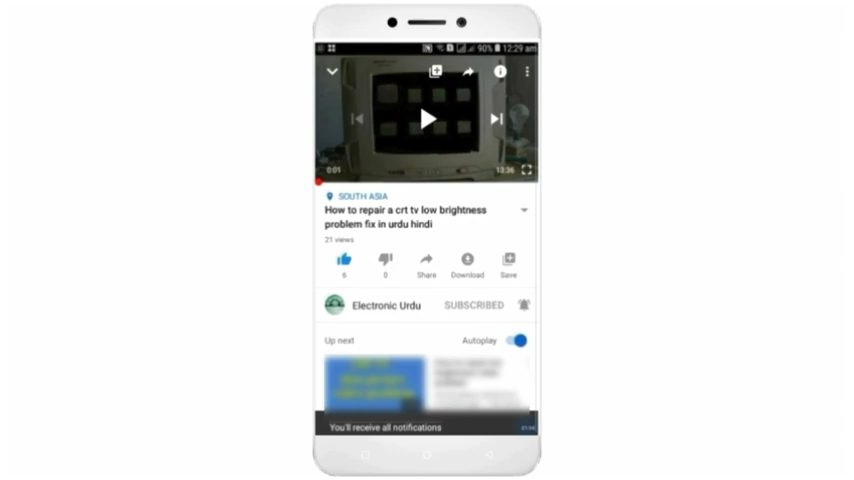 90% 12:29 am
0:01
13:36
SOUTH ASIA
How to repair a crt tv low brightness
problem fix in urdu hindi
21 views
6
0
Share
Download
Save
Electronic Urdu
SUBSCRIBED
Up next
Autoplay
You'll receive all notifications